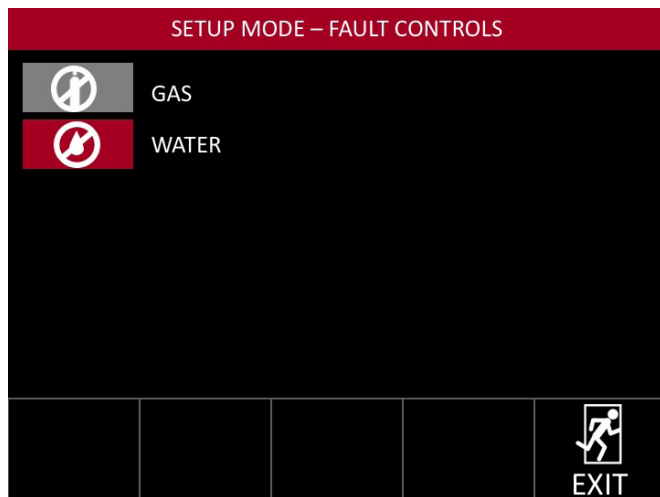 SETUP MODE – FAULT CONTROLS
GAS
WATER
EXIT